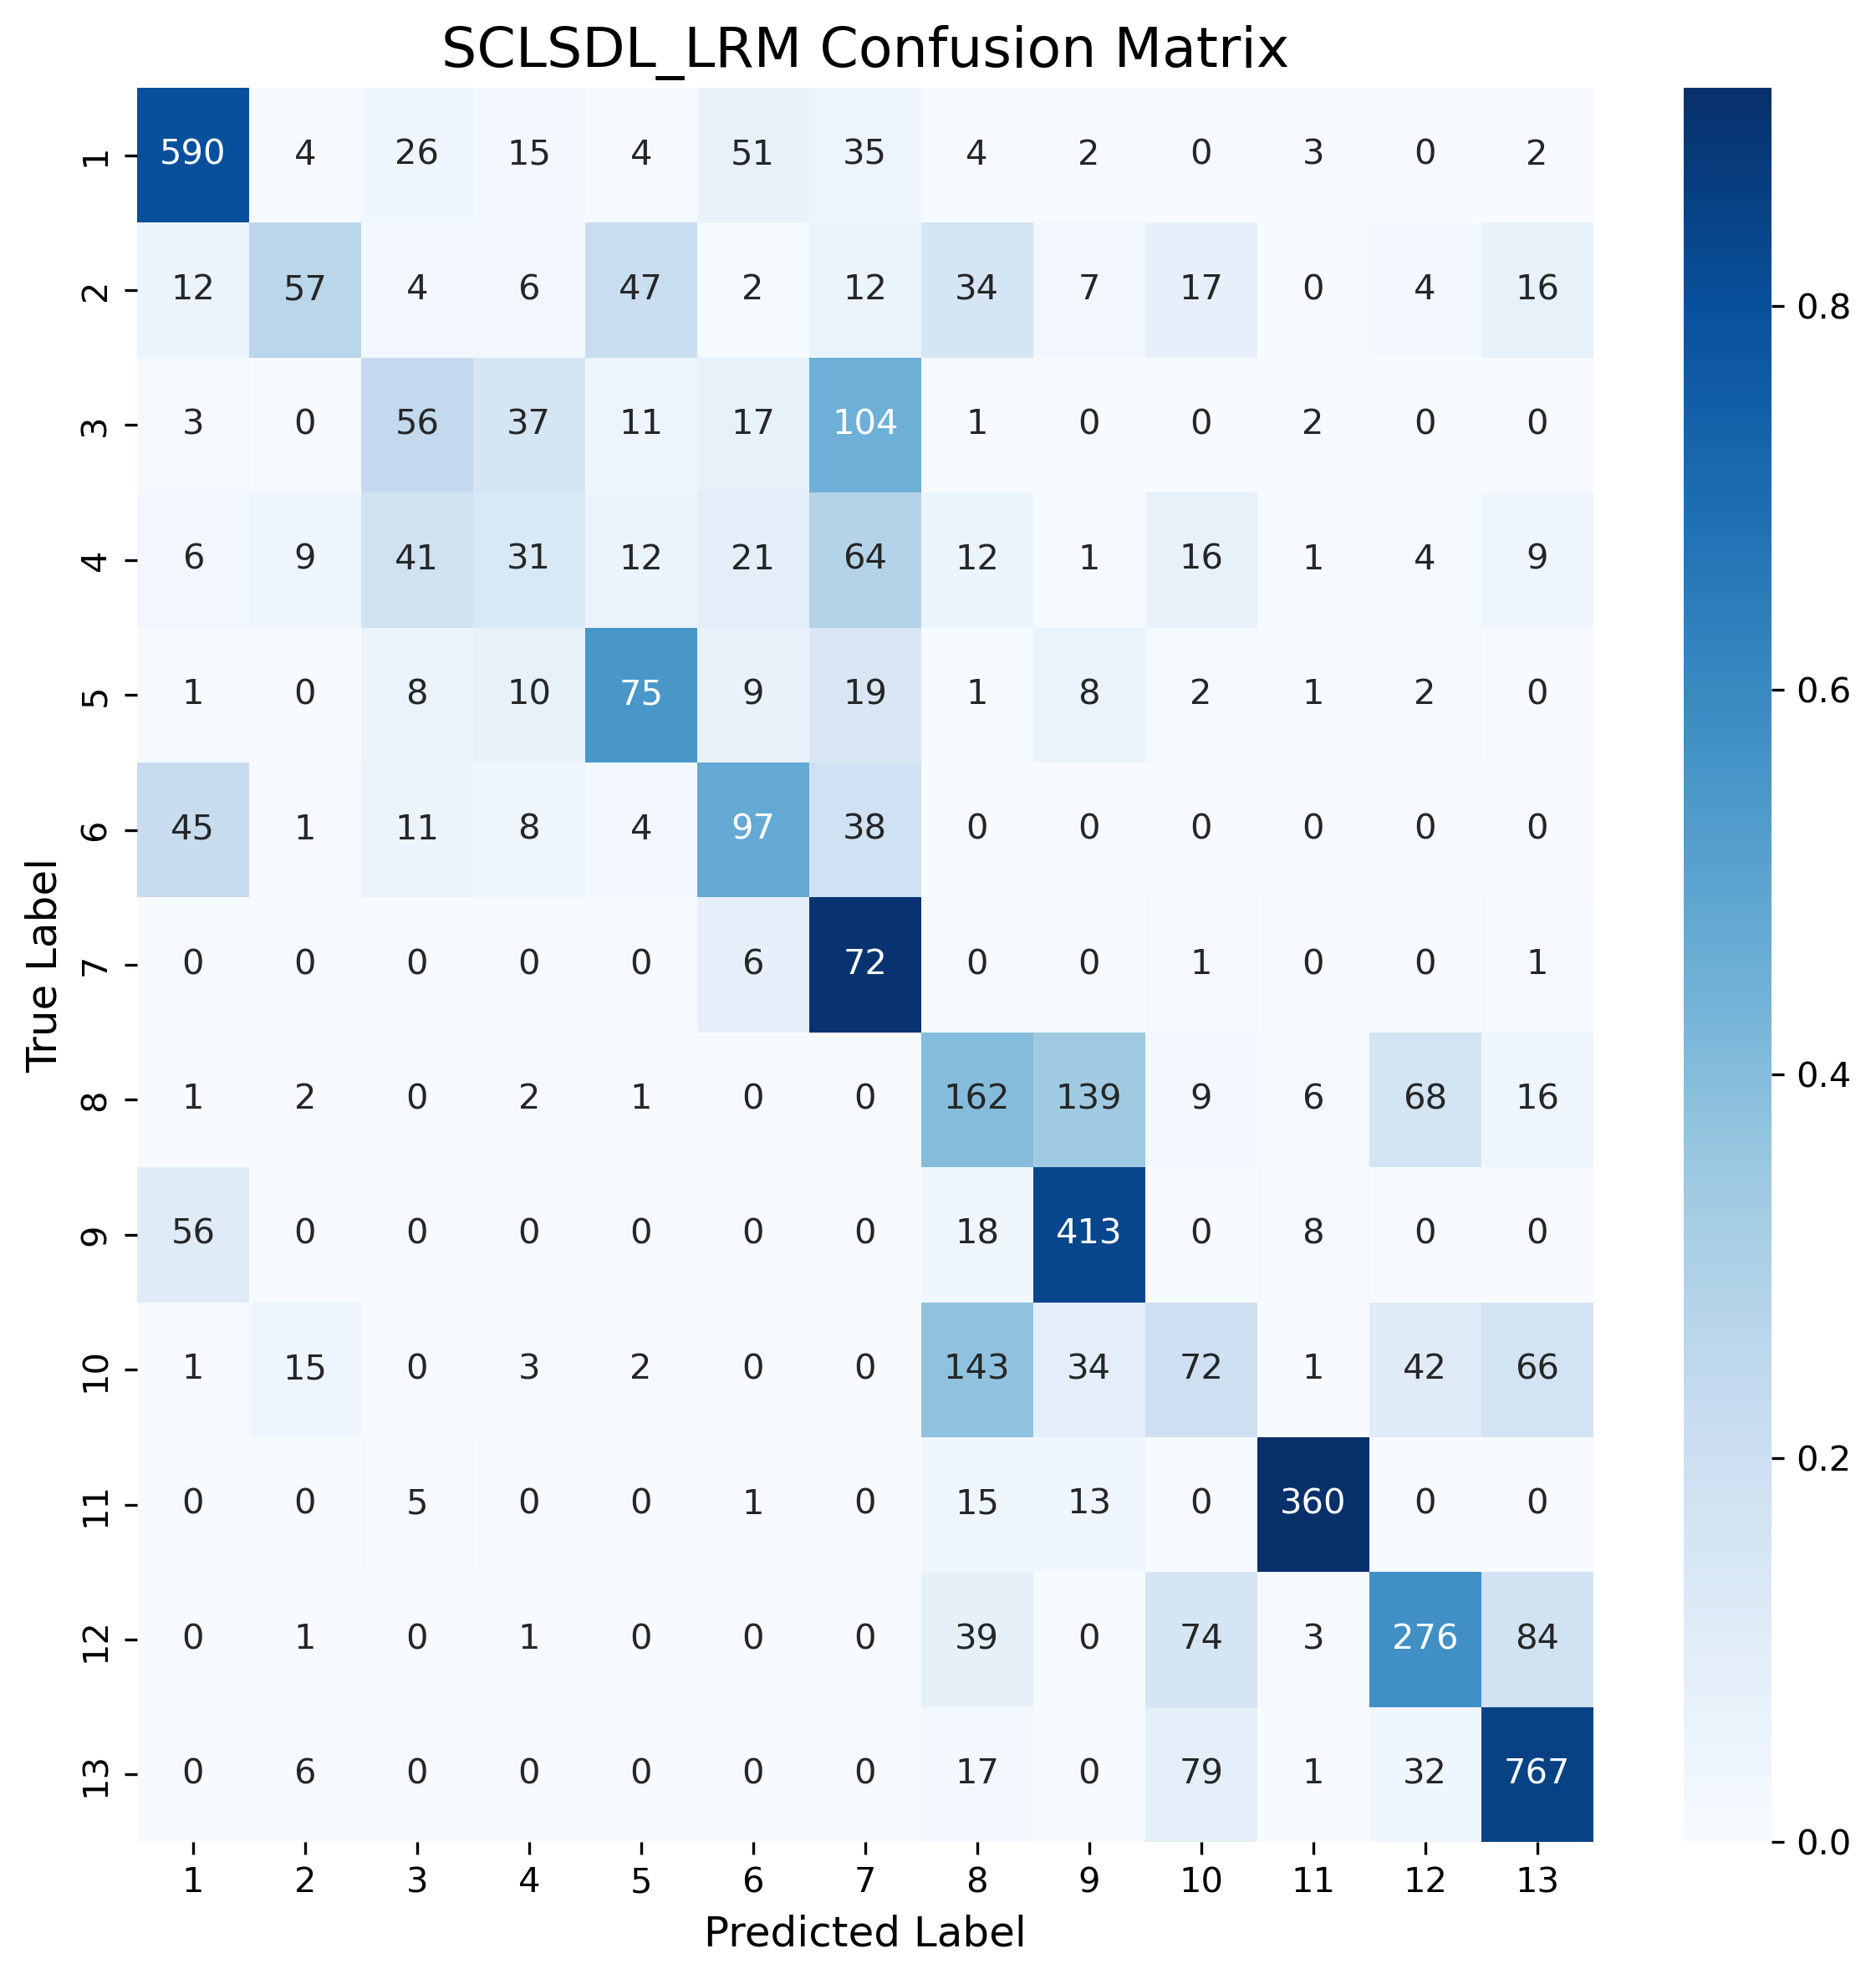 SCLSDL_LRM Confusion Matrix
1 590 4 26 15 4 51 35 4 2 0 3 0 2
2 12 57 4 6 47 2 12 34 7 17 0 4 16
3 3 0 56 37 11 17 104 1 0 0 2 0 0
4 6 9 41 31 12 21 64 12 1 16 1 4 9
5 1 0 8 10 75 9 19 1 8 2 1 2 0
6 45 1 11 8 4 97 38 0 0 0 0 0 0
7 0 0 0 0 0 6 72 0 0 1 0 0 1
8 1 2 0 2 1 0 0 162 139 9 6 68 16
9 56 0 0 0 0 0 0 18 413 0 8 0 0
10 1 15 0 3 2 0 0 143 34 72 1 42 66
11 0 0 5 0 0 1 0 15 13 0 360 0 0
12 0 1 0 1 0 0 0 39 0 74 3 276 84
13 0 6 0 0 0 0 0 17 0 79 1 32 767
1 2 3 4 5 6 7 8 9 10 11 12 13
Predicted Label
True Label
0.8
0.6
0.4
0.2
0.0